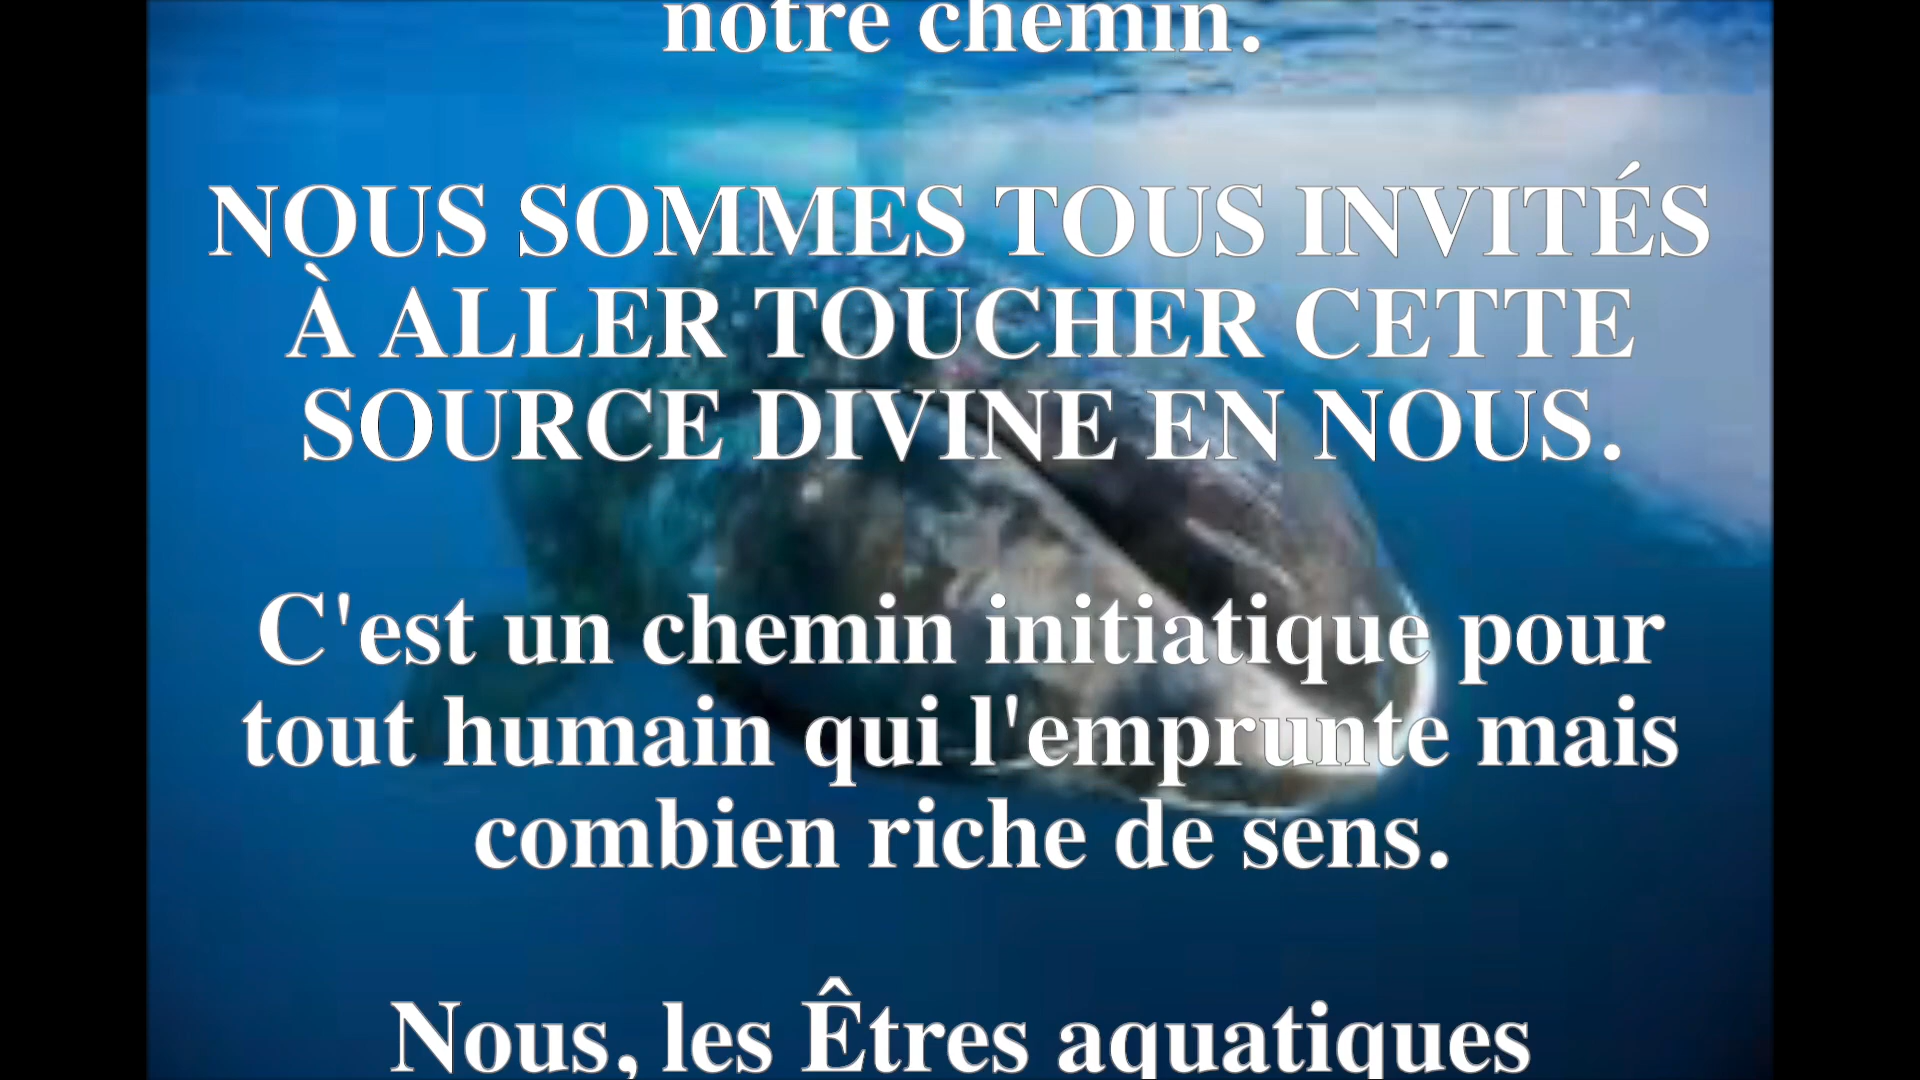 notre chemin.
NOUS SOMMES TOUS INVITÉS
À ALLER TOUCHER CETTE
SOURCE DIVINE EN NOUS.
C'est un chemin initiatique pour
tout humain qui l'emprunte mais
combien riche de sens.
Nous, les Êtres aquatiques